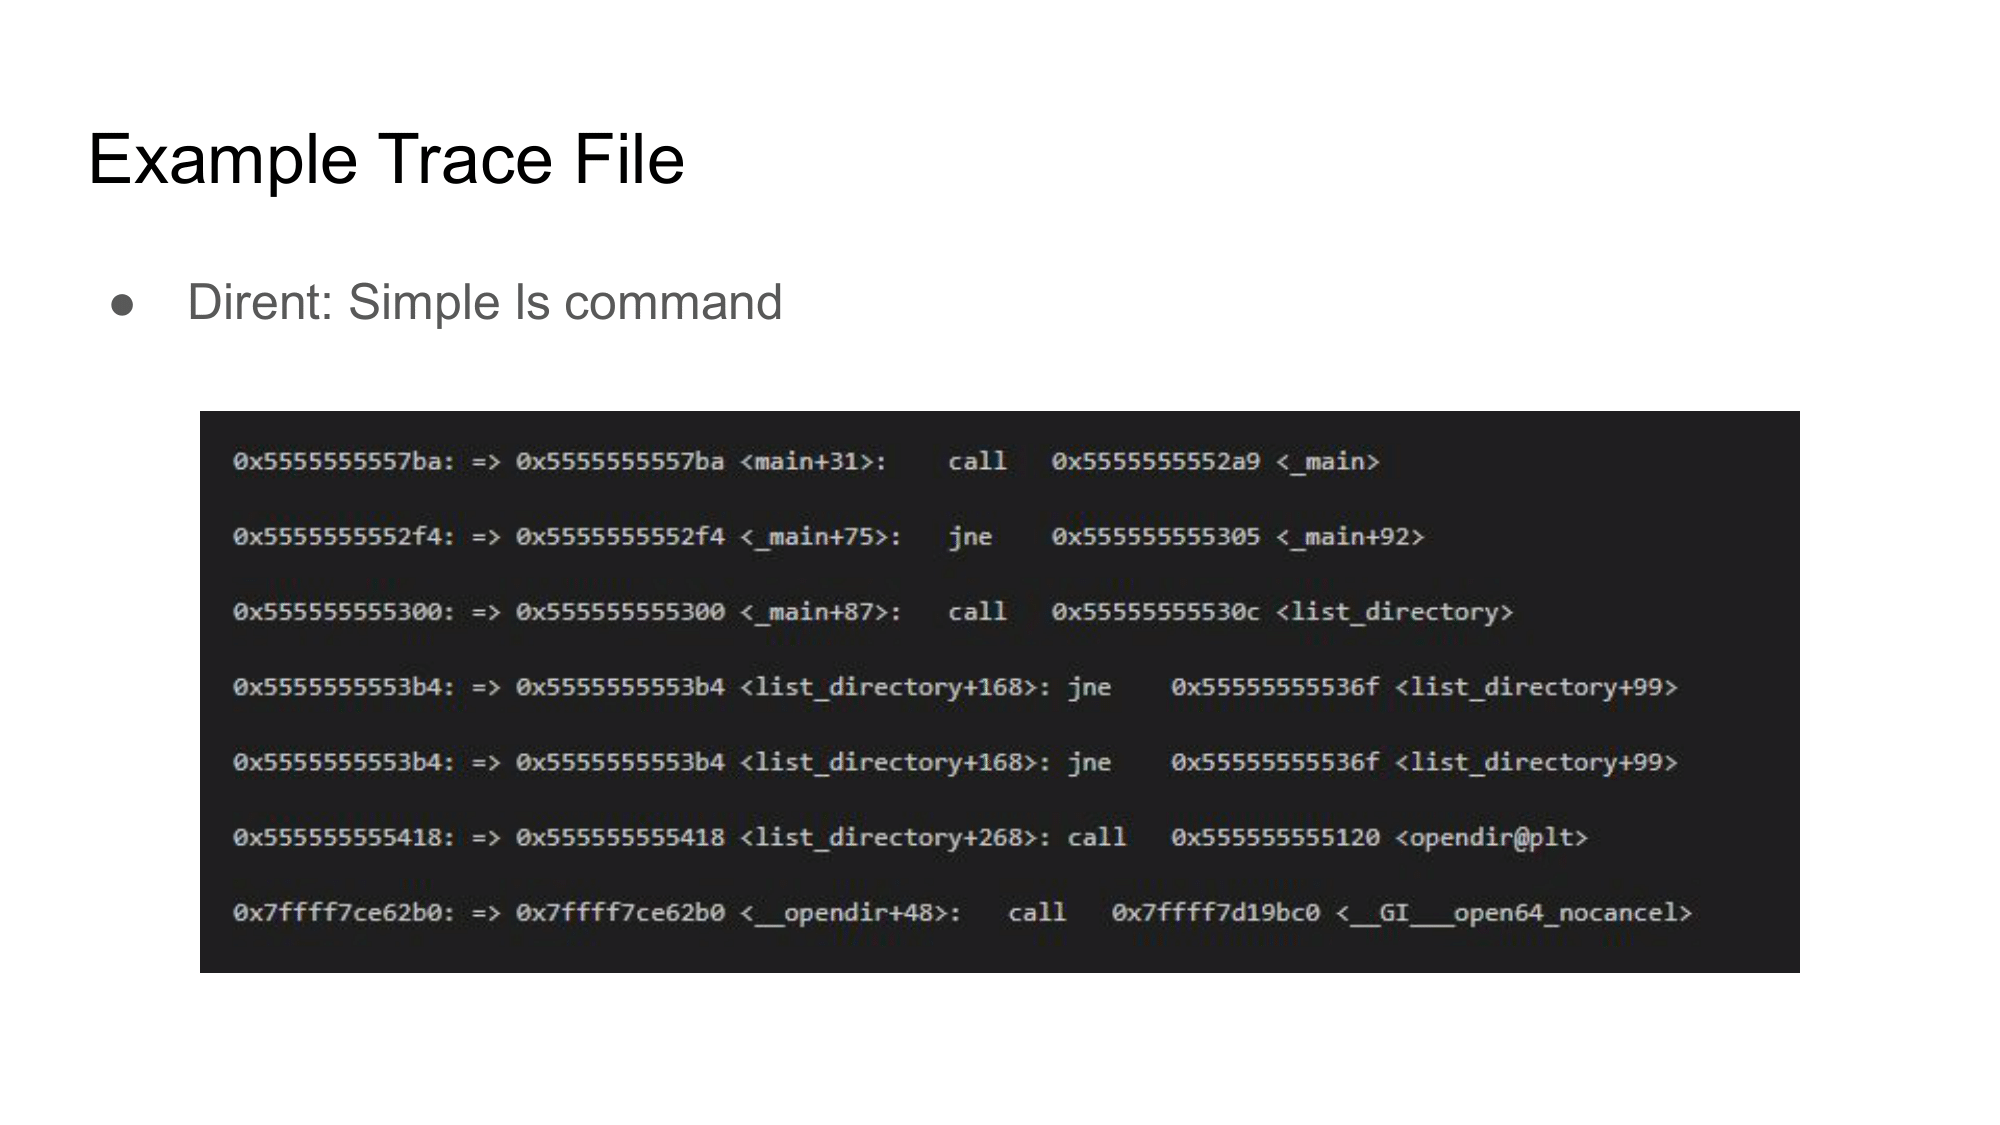 Example Trace File
● Dirent: Simple ls command
0x5555555557ba: => 0x5555555557ba <main+31>: call 0x5555555552a9 <_main>
0x5555555552f4: => 0x5555555552f4 <_main+75>: jne 0x555555555305 <_main+92>
0x555555555300: => 0x555555555300 <_main+87>: call 0x55555555530c <list_directory>
0x5555555553b4: => 0x5555555553b4 <list_directory+168>: jne 0x55555555536f <list_directory+99>
0x5555555553b4: => 0x5555555553b4 <list_directory+168>: jne 0x55555555536f <list_directory+99>
0x555555555418: => 0x555555555418 <list_directory+268>: call 0x555555555120 <opendir@plt>
0x7ffff7ce62b0: => 0x7ffff7ce62b0 <__opendir+48>: call 0x7ffff7d19bc0 <__GI___open64_nocancel>